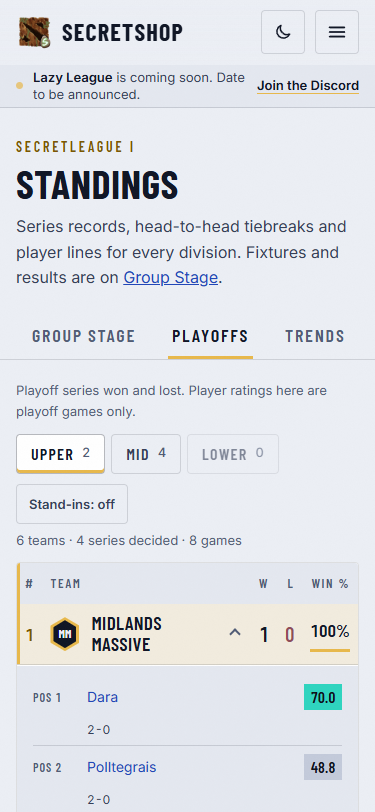 SECRETSHOP
Lazy League is coming soon. Date
to be announced.
Join the Discord
SECRETLEAGUE I
STANDINGS
Series records, head-to-head tiebreaks and
player lines for every division. Fixtures and
results are on Group Stage.
GROUP STAGE PLAYOFFS TRENDS
Playoff series won and lost. Player ratings here are
playoff games only.
UPPER 2 MID 4 LOWER 0
Stand-ins: off
6 teams · 4 series decided · 8 games
# TEAM W L WIN %
1 MM MIDLANDS
MASSIVE
1 0 100%
POS 1 Dara 70.0
2-0
POS 2 Polltegrais 48.8
2-0